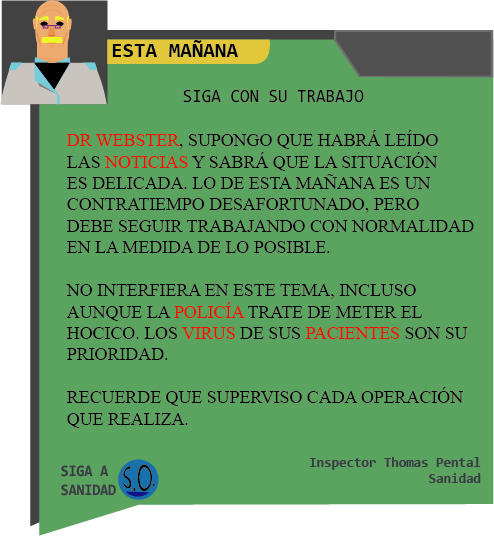 ESTA MAÑANA
SIGA CON SU TRABAJO
DR WEBSTER, SUPONGO QUE HABRÁ LEÍDO
LAS NOTICIAS Y SABRÁ QUE LA SITUACIÓN
ES DELICADA. LO DE ESTA MAÑANA ES UN
CONTRATIEMPO DESAFORTUNADO, PERO
DEBE SEGUIR TRABAJANDO CON NORMALIDAD
EN LA MEDIDA DE LO POSIBLE.
NO INTERFIERA EN ESTE TEMA, INCLUSO
AUNQUE LA POLICÍA TRATE DE METER EL
HOCICO. LOS VIRUS DE SUS PACIENTES SON SU
PRIORIDAD.
RECUERDE QUE SUPERVISO CADA OPERACIÓN
QUE REALIZA.
Inspector Thomas Pental
Sanidad
SIGA A
SANIDAD
S.O.